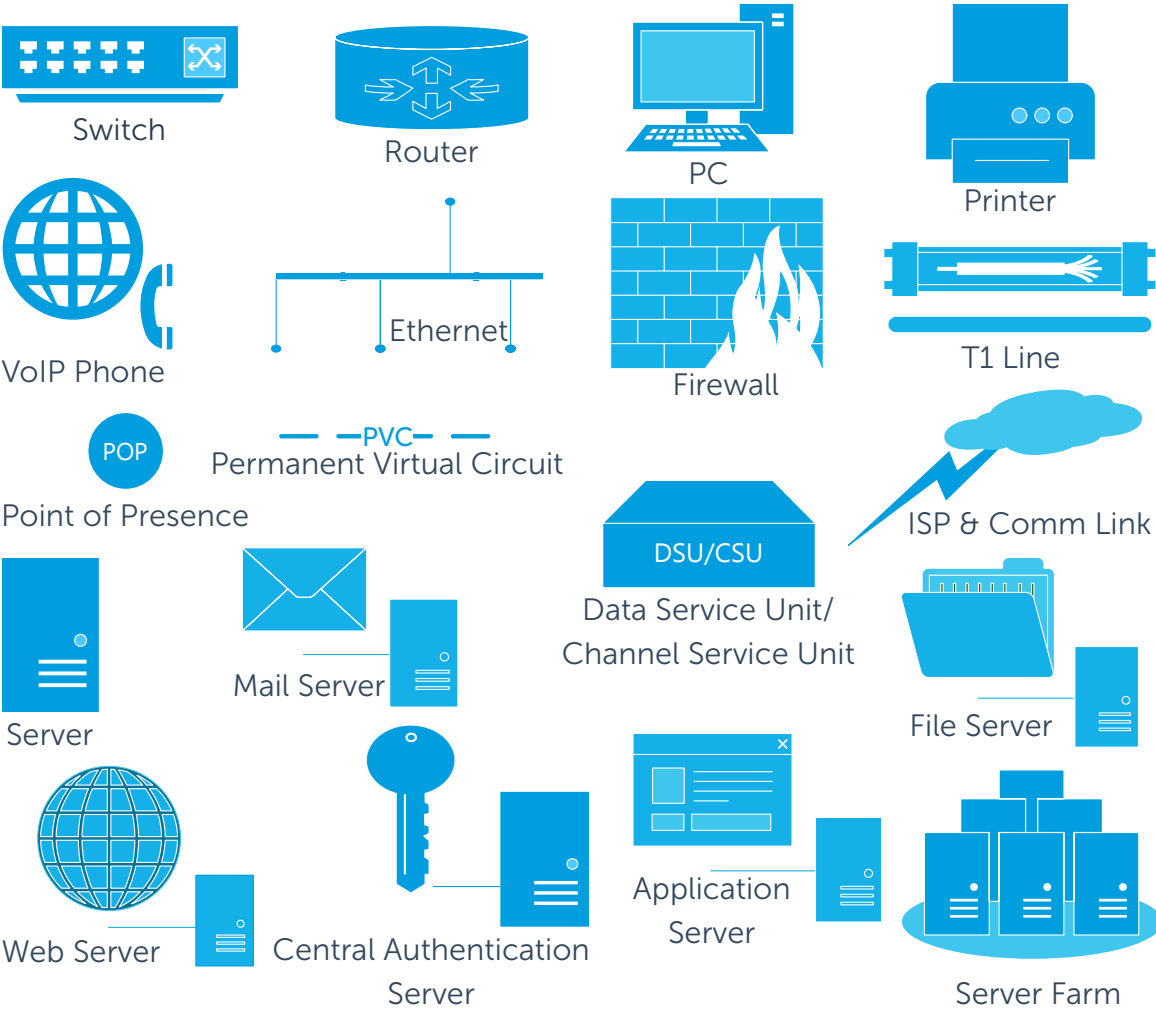 Switch
Router
PC
Printer
VoIP Phone
Ethernet
Firewall
T1 Line
POP
Point of Presence
PVC
Permanent Virtual Circuit
DSU/CSU
Data Service Unit/
Channel Service Unit
ISP & Comm Link
Server
Mail Server
File Server
Web Server
Central Authentication
Server
Application
Server
Server Farm